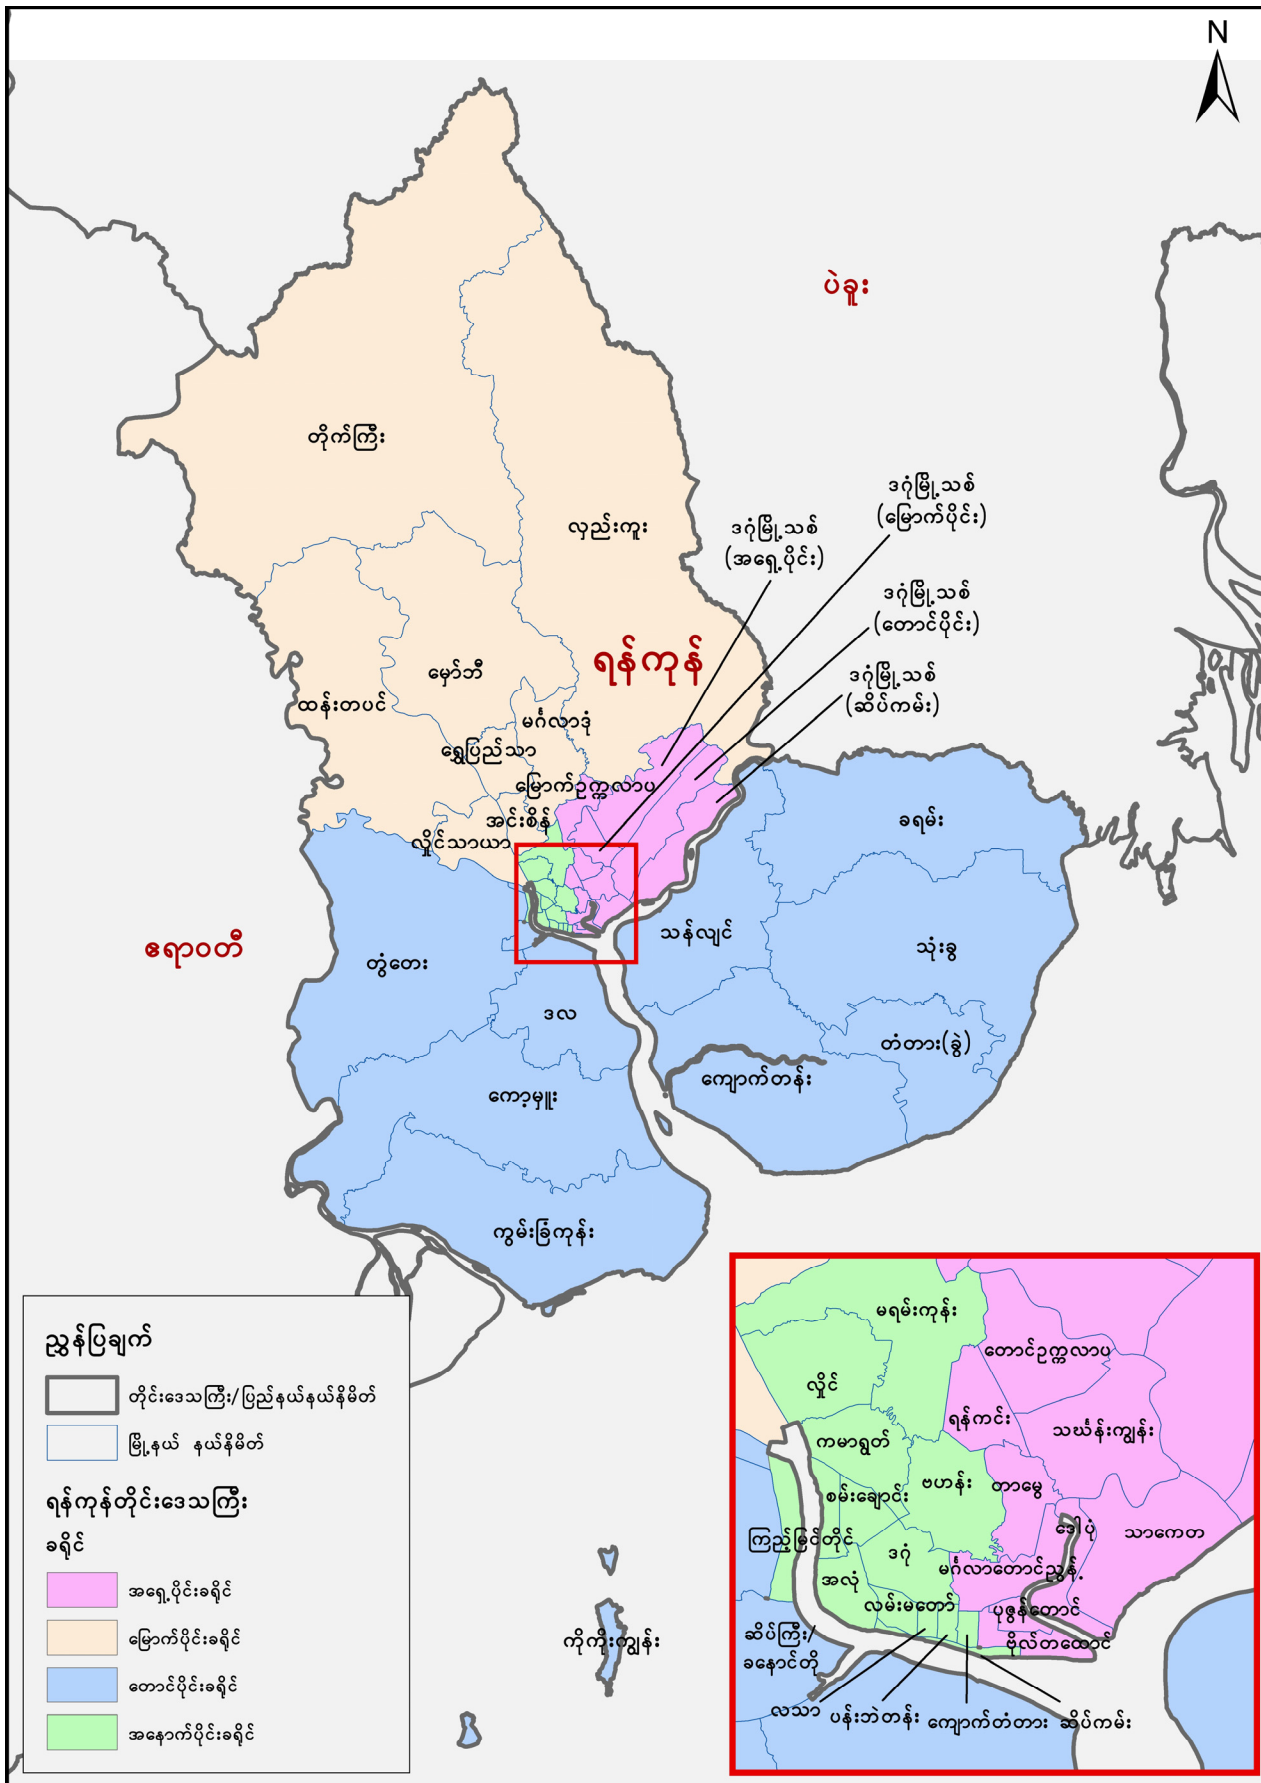 N
ပဲခူး
တိုက်ကြီး
လှည်းကူး
ဒဂုံမြို့သစ်
(မြောက်ပိုင်း)
ဒဂုံမြို့သစ်
(အရှေ့ပိုင်း)
ဒဂုံမြို့သစ်
(တောင်ပိုင်း)
ရန်ကုန်
မှော်ဘီ
ဒဂုံမြို့သစ်
(ဆိပ်ကမ်း)
ထန်းတပင်
မင်္ဂလာဒုံ
ရွှေပြည်သာ
မြောက်ဥက္ကလာပ
အင်းစိန်
လှိုင်သာယာ
ခရမ်း
ဧရာဝတီ
တွံတေး
သန်လျင်
သုံးခွ
ဒလ
တံတား(ခွဲ)
ကျောက်တန်း
ကော့မှူး
ကွမ်းခြံကုန်း
ညွှန်ပြချက်
တိုင်းဒေသကြီး/ပြည်နယ်နယ်နိမိတ်
မြို့နယ် နယ်နိမိတ်
ရန်ကုန်တိုင်းဒေသကြီး
ခရိုင်
အရှေ့ပိုင်းခရိုင်
မြောက်ပိုင်းခရိုင်
တောင်ပိုင်းခရိုင်
အနောက်ပိုင်းခရိုင်
ကိုကိုးကျွန်း
မရမ်းကုန်း
တောင်ဥက္ကလာပ
လှိုင်
ရန်ကင်း
သင်္ဃန်းကျွန်း
ကမာရွတ်
ဗဟန်း
တာမွေ
စမ်းချောင်း
ဒေါပုံ
သာကေတ
ကြည့်မြင်တိုင်
ဒဂုံ
မင်္ဂလာတောင်ညွန့်
အလုံ
လမ်းမတော်
ပုဇွန်တောင်
ဗိုလ်တထောင်
ဆိပ်ကြီး/
ခနောင်တို
လသာ
ပန်းဘဲတန်း
ကျောက်တံတား
ဆိပ်ကမ်း